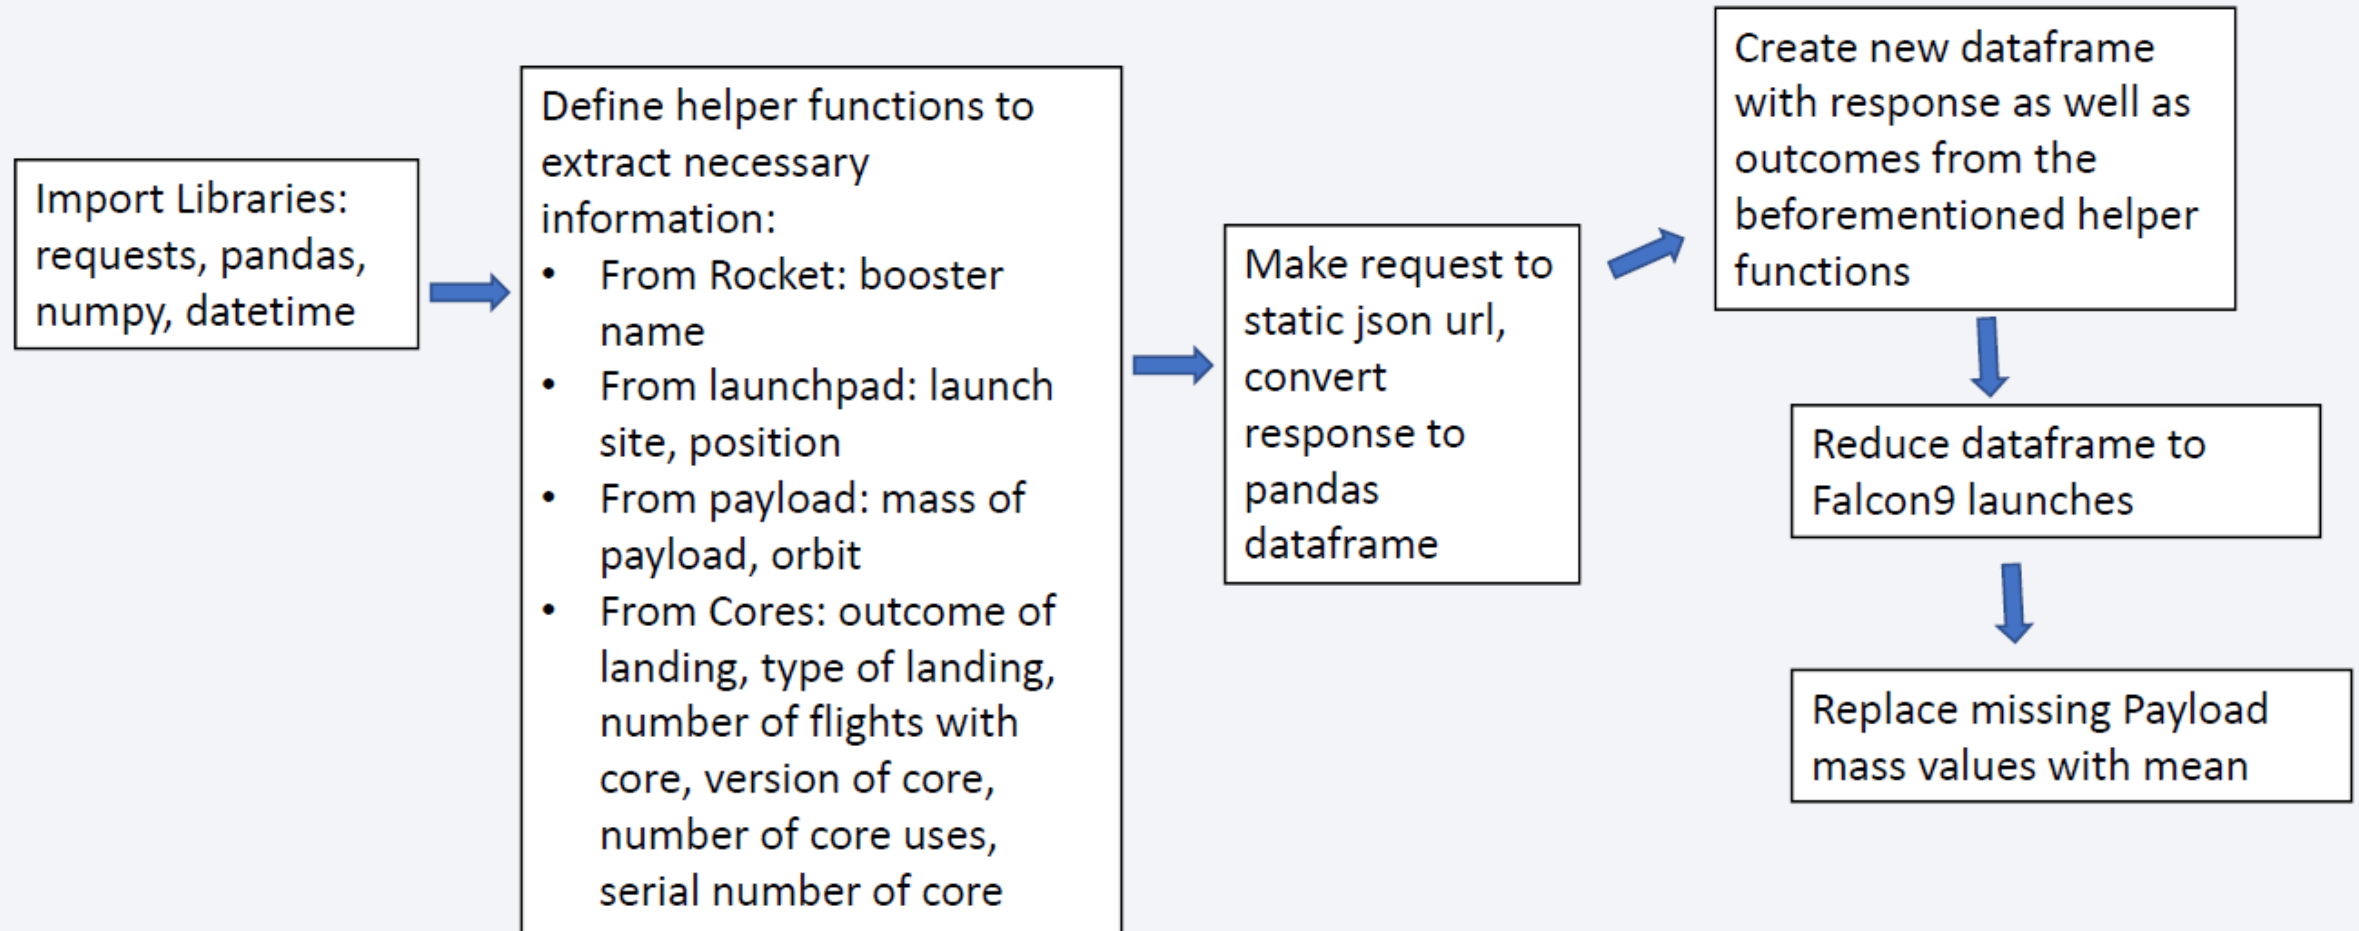 Import Libraries:
requests, pandas,
numpy, datetime
Define helper functions to
extract necessary
information:
• From Rocket: booster
name
• From launchpad: launch
site, position
• From payload: mass of
payload, orbit
• From Cores: outcome of
landing, type of landing,
number of flights with
core, version of core,
number of core uses,
serial number of core
Make request to
static json url,
convert
response to
pandas
dataframe
Create new dataframe
with response as well as
outcomes from the
beforementioned helper
functions
Reduce dataframe to
Falcon9 launches
Replace missing Payload
mass values with mean